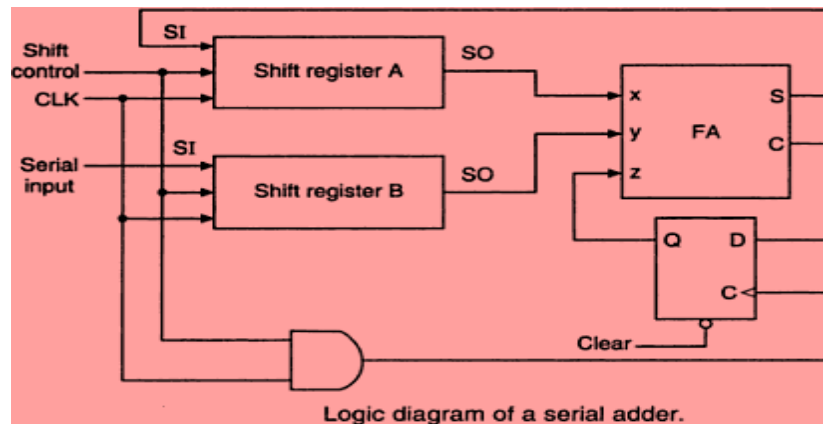 SI
Shift
control
CLK
Shift register A
SO
Serial
input
SI
Shift register B
SO
x
y
z
FA
S
C
Q
D
C
Clear
Logic diagram of a serial adder.